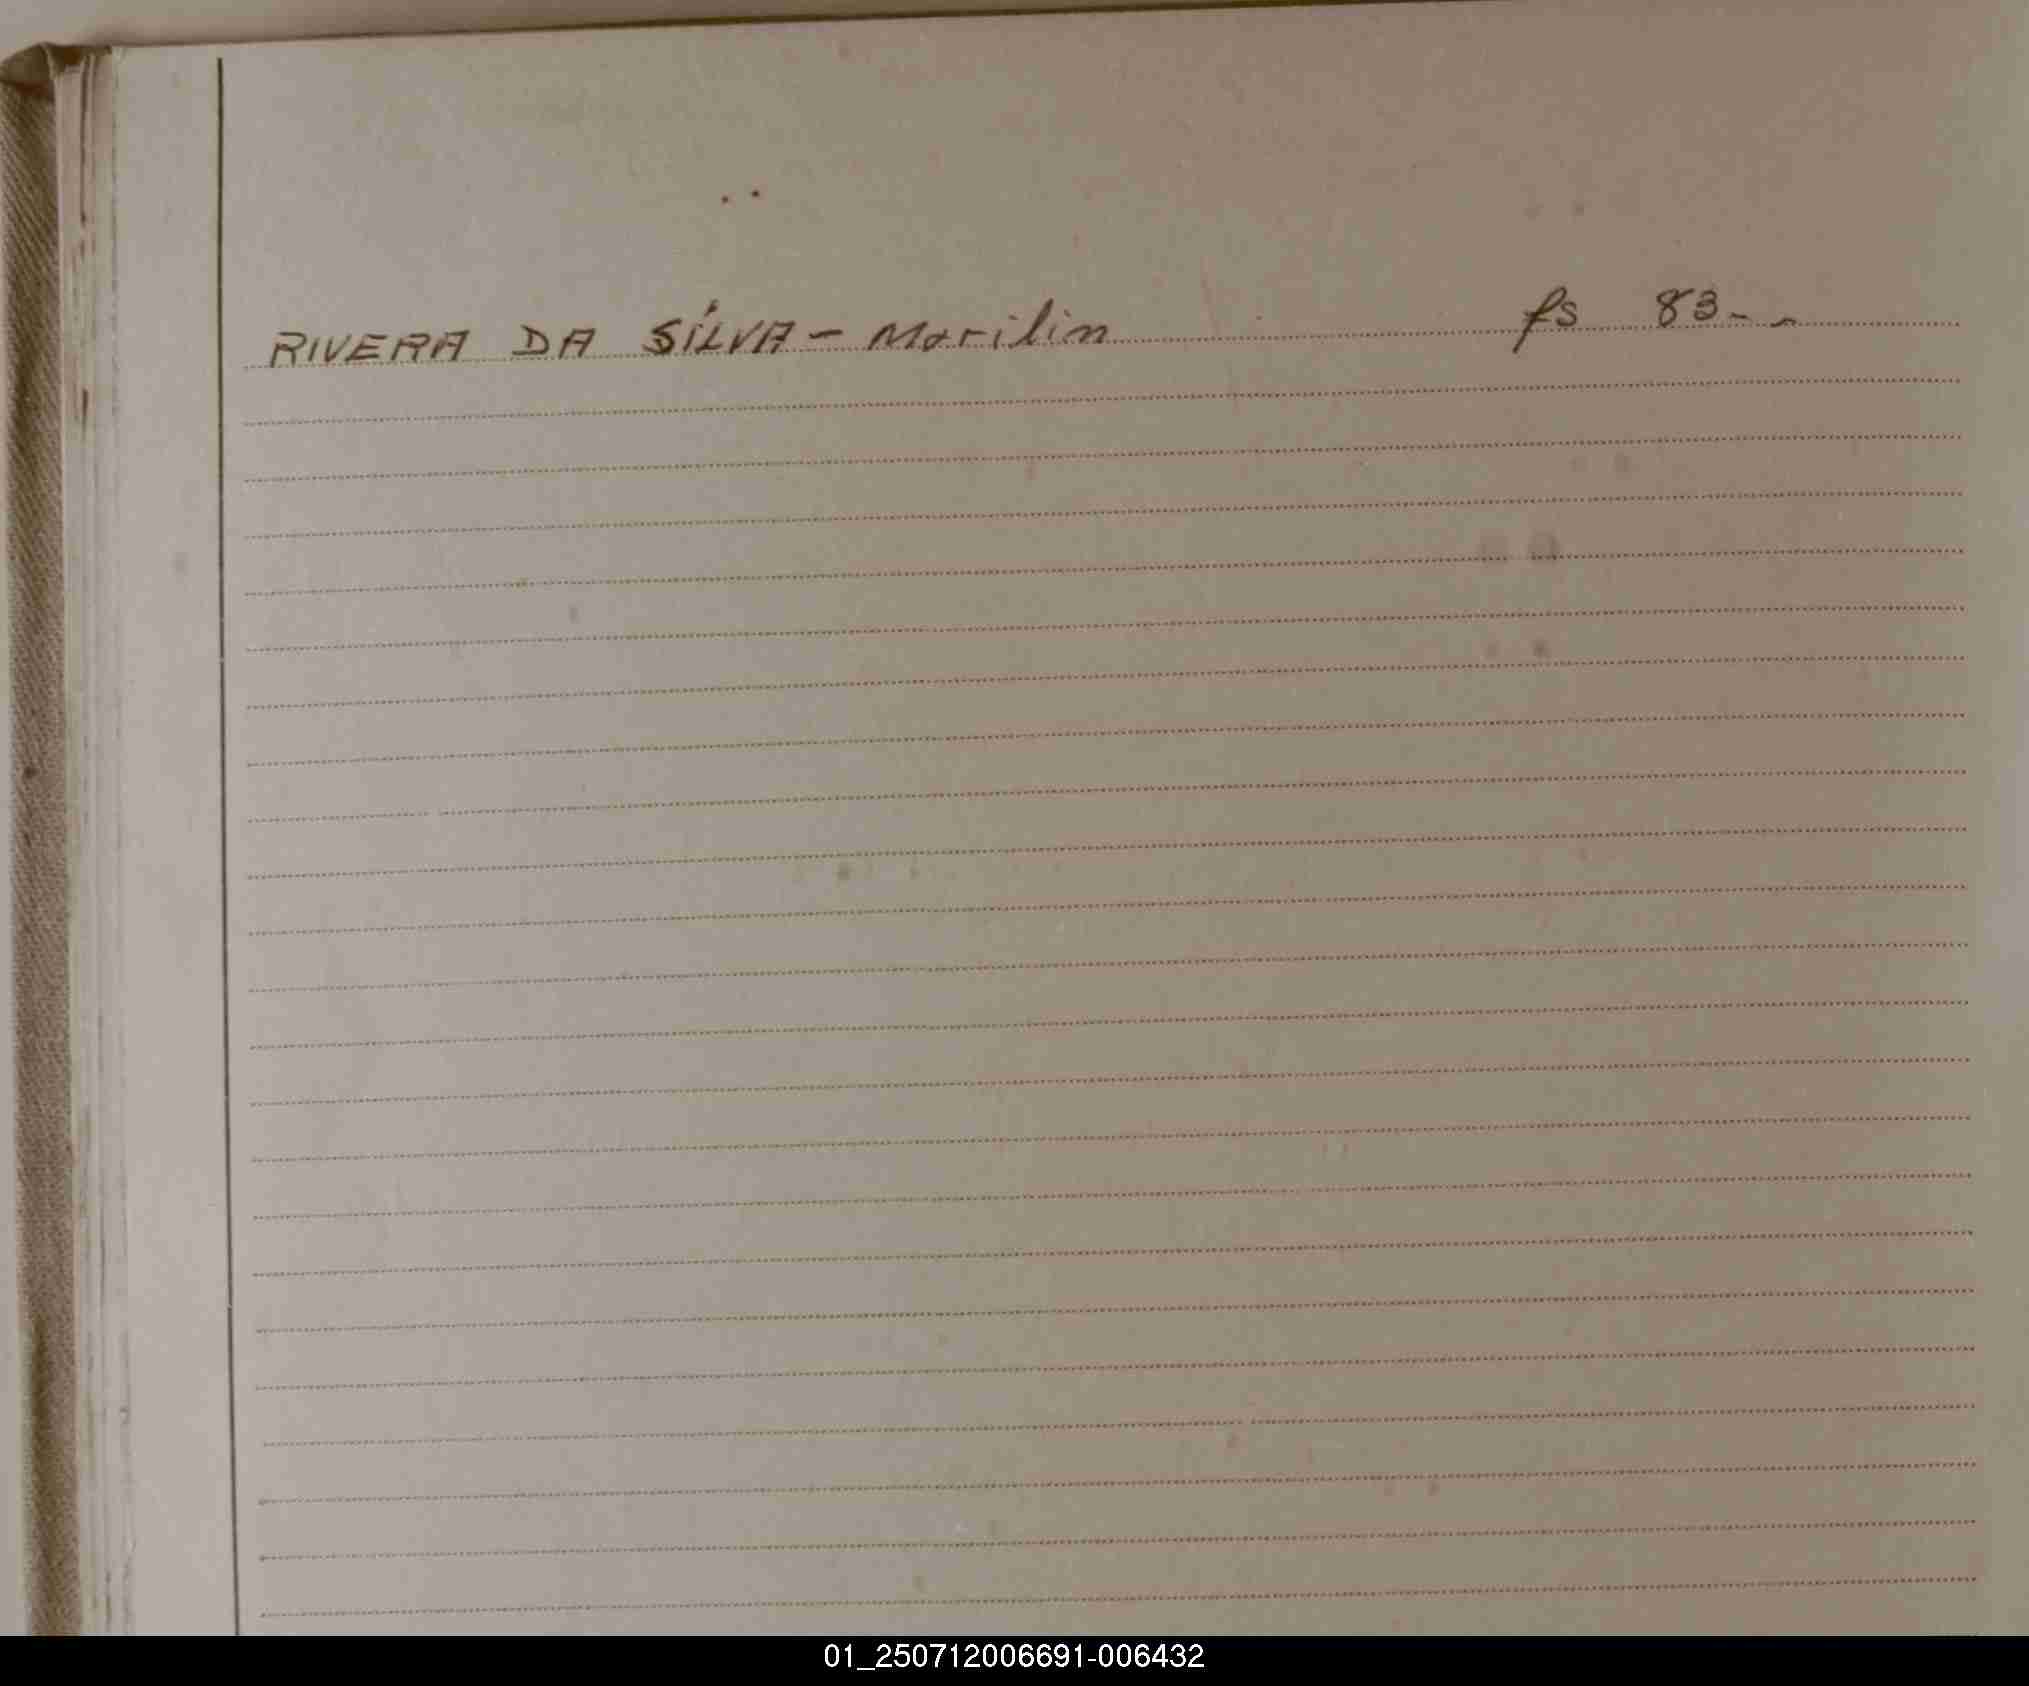 RIVERA DA SÍLVA - Marilin fs 83 - -
01_250712006691-006432